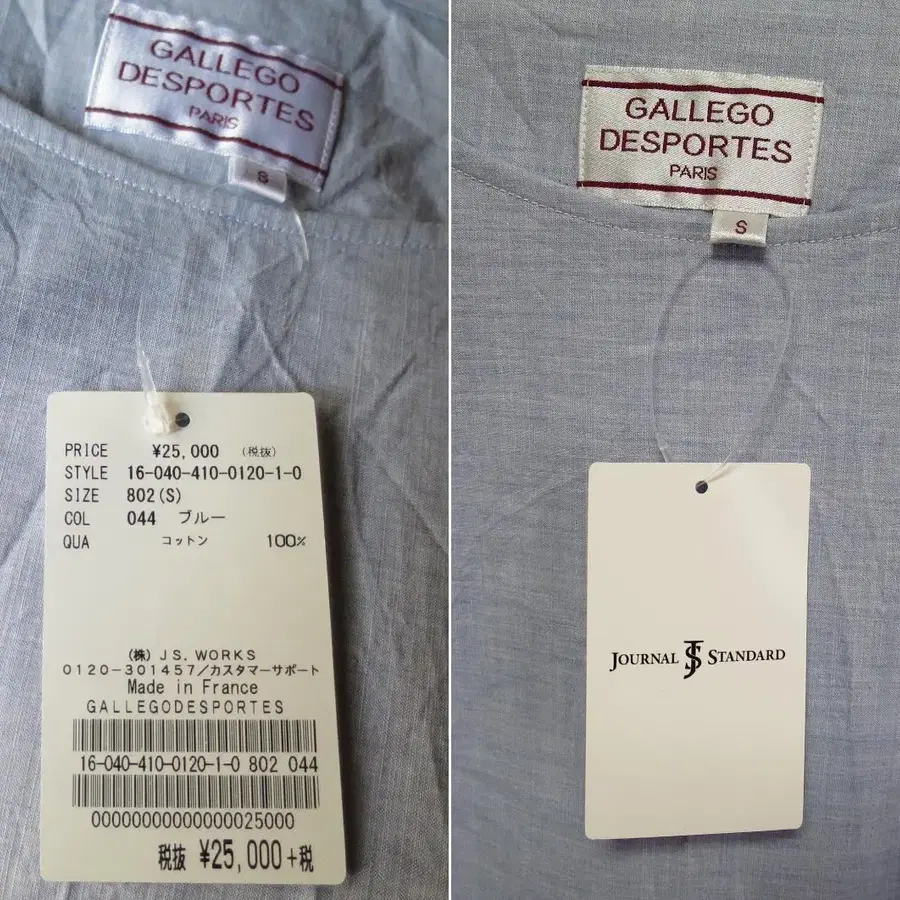 GALLEGO
DESPORTES
PARIS
S
PRICE ¥25,000 (税抜)
STYLE 16-040-410-0120-1-0
SIZE 802(S)
COL 044 ブルー
QUA コットン 100%
(株) JS. WORKS
0120-301457/カスタマーサポート
Made in France
GALLEGODESPORTES
16-040-410-0120-1-0 802 044
00000000000000025000
税抜 ¥25,000+税
GALLEGO
DESPORTES
PARIS
S
JOURNAL JS STANDARD